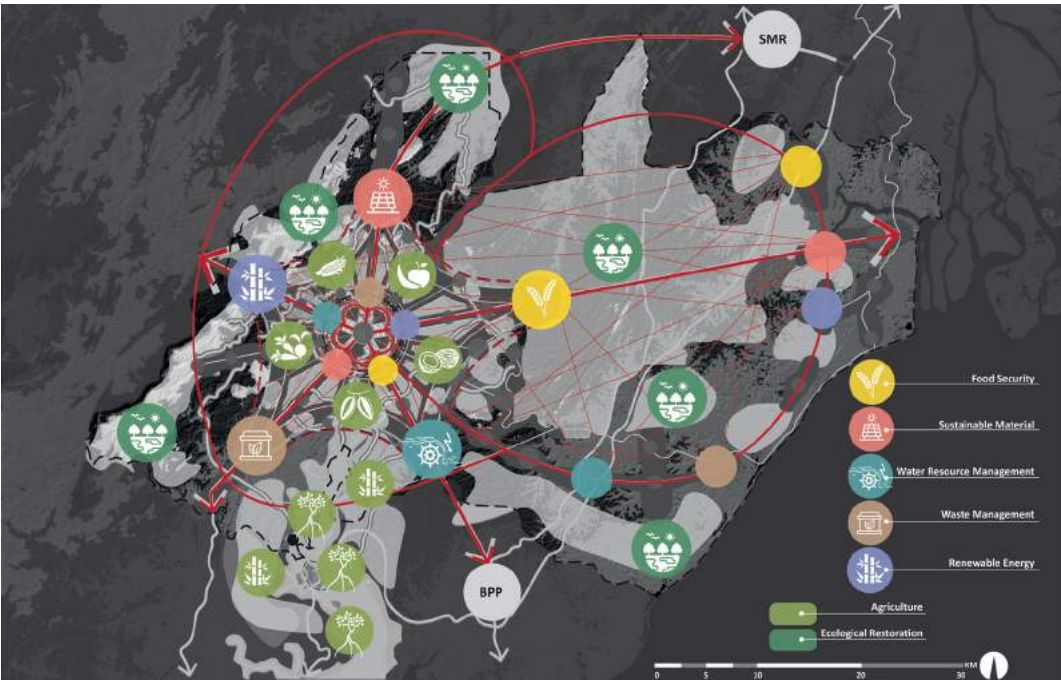 SMR
BPP
Food Security
Sustainable Material
Water Resource Management
Waste Management
Renewable Energy
Agriculture
Ecological Restoration
KM
0 5 10 20 30